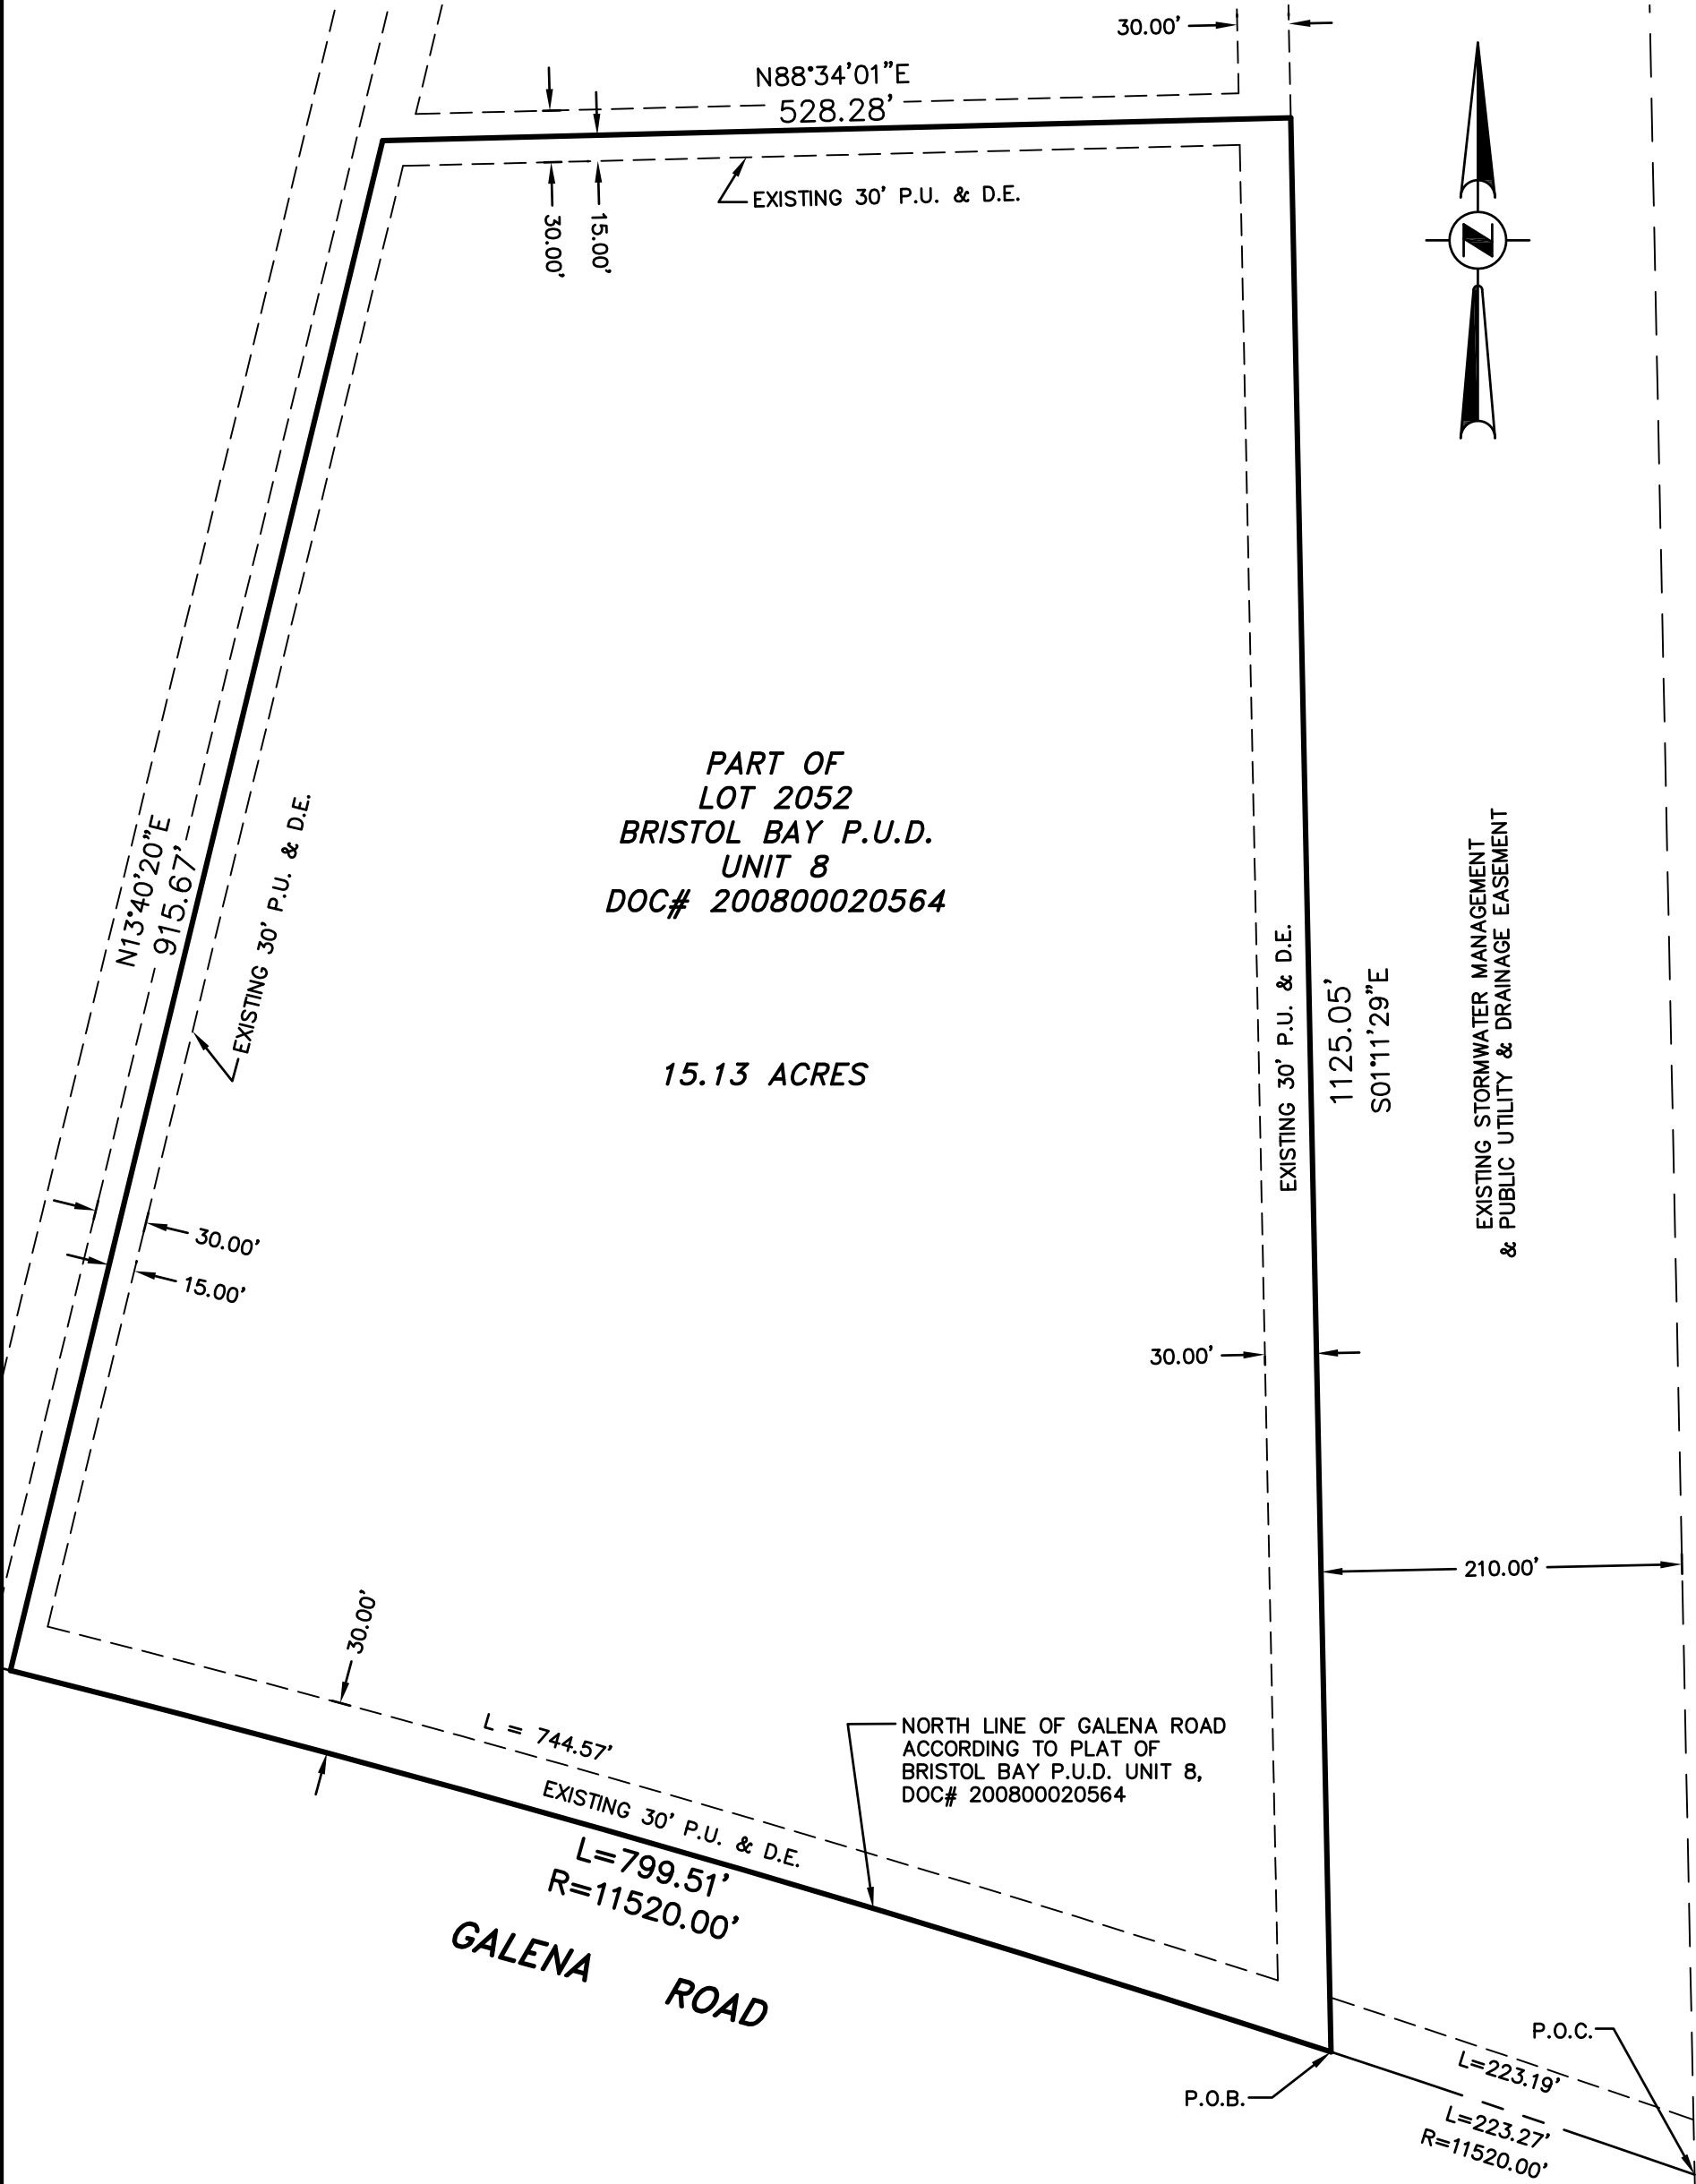 30.00'
N88°34'01"E
528.28'
EXISTING 30' P.U. & D.E.
15.00'
30.00'
N
PART OF
LOT 2052
BRISTOL BAY P.U.D.
UNIT 8
DOC# 200800020564
15.13 ACRES
N13°40'20"E
915.67'
EXISTING 30' P.U. & D.E.
EXISTING 30' P.U. & D.E.
1125.05'
S01°11'29"E
EXISTING STORMWATER MANAGEMENT
& PUBLIC UTILITY & DRAINAGE EASEMENT
30.00'
15.00'
30.00'
210.00'
30.00'
L = 744.57'
EXISTING 30' P.U. & D.E.
L=799.51'
R=11520.00'
GALENA ROAD
NORTH LINE OF GALENA ROAD
ACCORDING TO PLAT OF
BRISTOL BAY P.U.D. UNIT 8,
DOC# 200800020564
P.O.C.
P.O.B.
L=223.19'
L=223.27'
R=11520.00'